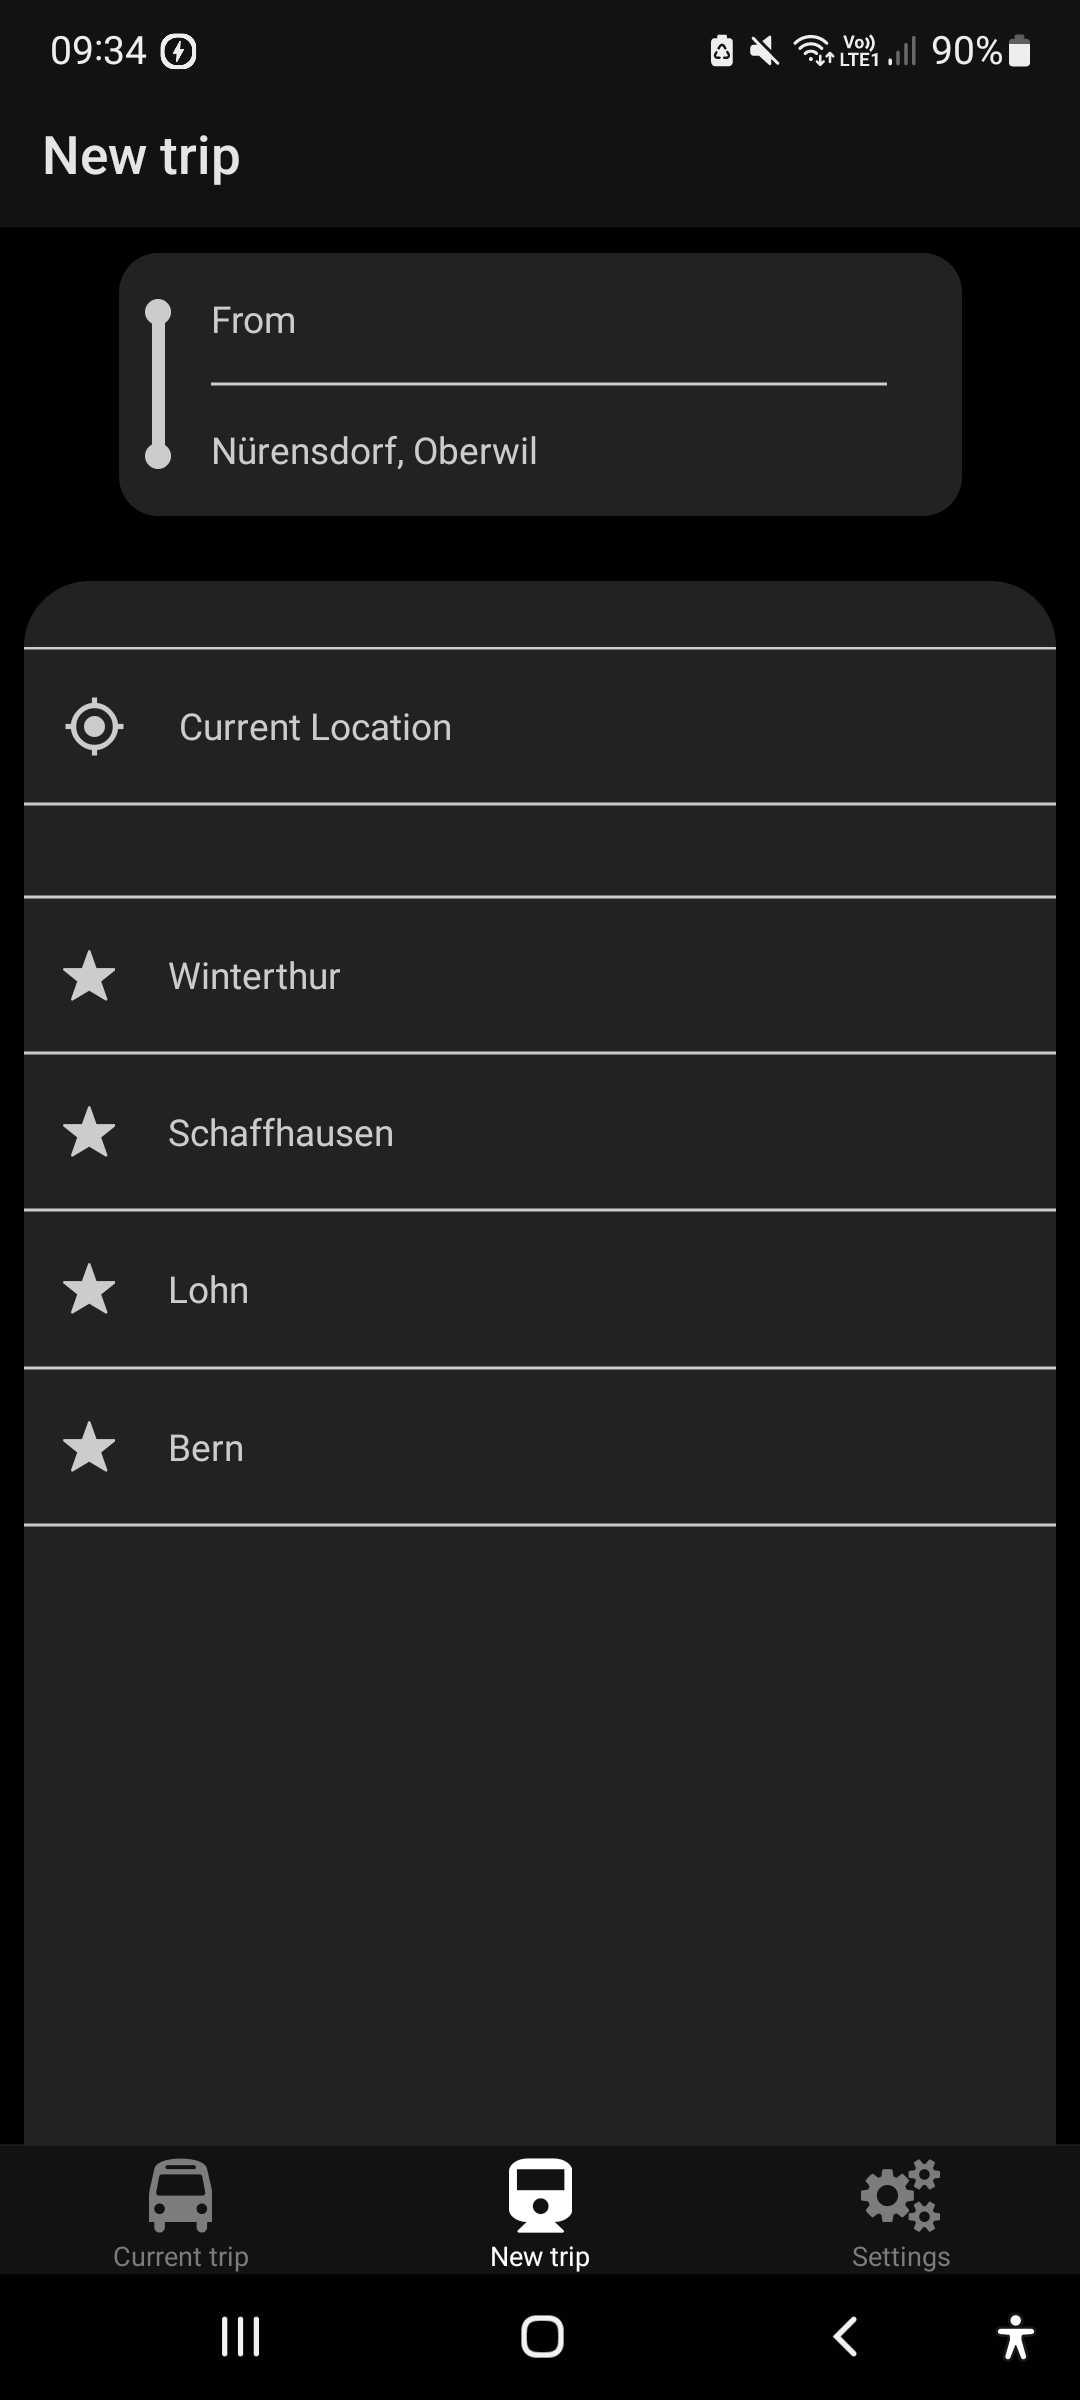 09:34
Vo)) LTE1 90%
New trip
From
Nürensdorf, Oberwil
Current Location
Winterthur
Schaffhausen
Lohn
Bern
Current trip New trip Settings